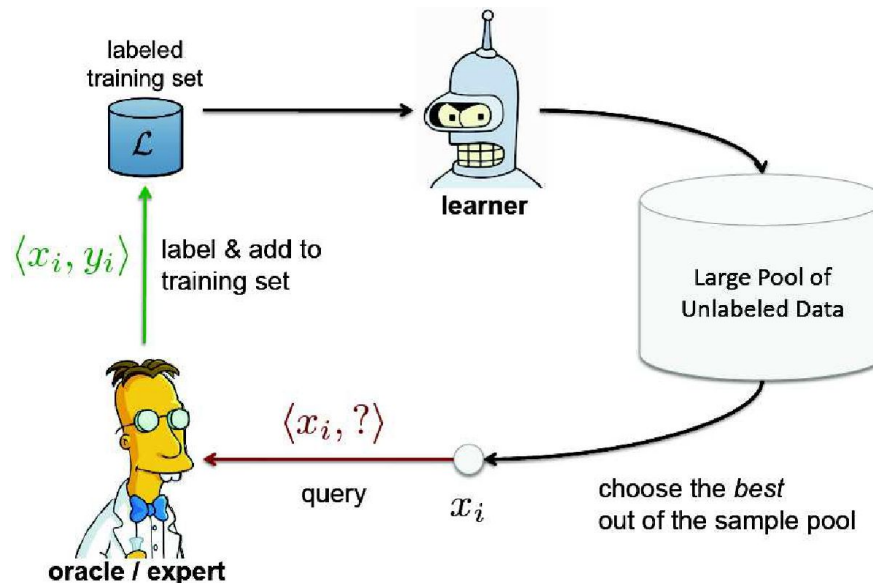 labeled
training set
ℒ
learner
Large Pool of
Unlabeled Data
⟨x_i, y_i⟩
label & add to
training set
⟨x_i, ?⟩
query
x_i
choose the best
out of the sample pool
oracle / expert